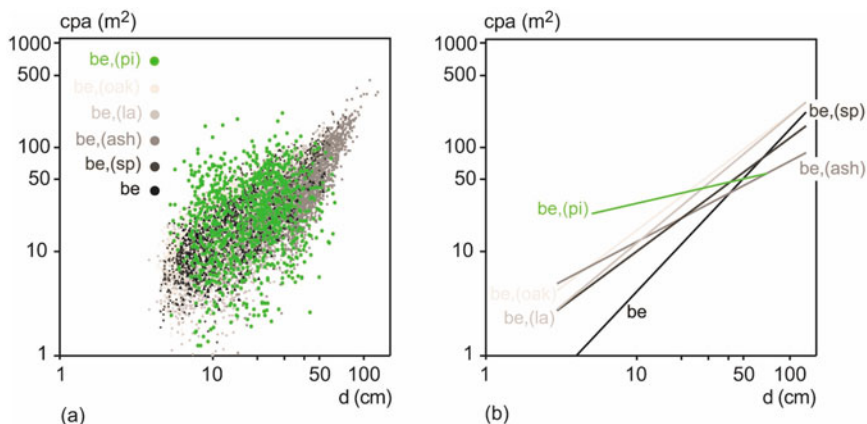 cpa (m²)
1000
500
100
50
10
1
be,(pi)
be,(oak)
be,(la)
be,(ash)
be,(sp)
be
1
10
50
100
d (cm)
(a)
cpa (m²)
1000
500
100
50
10
1
be,(sp)
be,(ash)
be,(pi)
be,(oak)
be,(la)
be
1
10
50
100
d (cm)
(b)